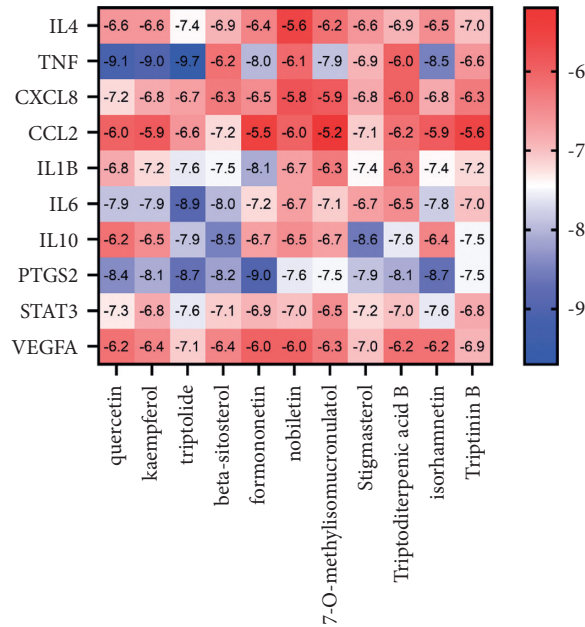 IL4 -6.6 -6.6 -7.4 -6.9 -6.4 -5.6 -6.2 -6.6 -6.9 -6.5 -7.0
TNF -9.1 -9.0 -9.7 -6.2 -8.0 -6.1 -7.9 -6.9 -6.0 -8.5 -6.6
CXCL8 -7.2 -6.8 -6.7 -6.3 -6.5 -5.8 -5.9 -6.8 -6.0 -6.8 -6.3
CCL2 -6.0 -5.9 -6.6 -7.2 -5.5 -6.0 -5.2 -7.1 -6.2 -5.9 -5.6
IL1B -6.8 -7.2 -7.6 -7.5 -8.1 -6.7 -6.3 -7.4 -6.3 -7.4 -7.2
IL6 -7.9 -7.9 -8.9 -8.0 -7.2 -6.7 -7.1 -6.7 -6.5 -7.8 -7.0
IL10 -6.2 -6.5 -7.9 -8.5 -6.7 -6.5 -6.7 -8.6 -7.6 -6.4 -7.5
PTGS2 -8.4 -8.1 -8.7 -8.2 -9.0 -7.6 -7.5 -7.9 -8.1 -8.7 -7.5
STAT3 -7.3 -6.8 -7.6 -7.1 -6.9 -7.0 -6.5 -7.2 -7.0 -7.6 -6.8
VEGFA -6.2 -6.4 -7.1 -6.4 -6.0 -6.0 -6.3 -7.0 -6.2 -6.2 -6.9
quercetin
kaempferol
triptolide
beta-sitosterol
formononetin
nobiletin
7-O-methylisomucronulatol
Stigmasterol
Triptoditerpenic acid B
isorhamnetin
Triptinin B
-6
-7
-8
-9